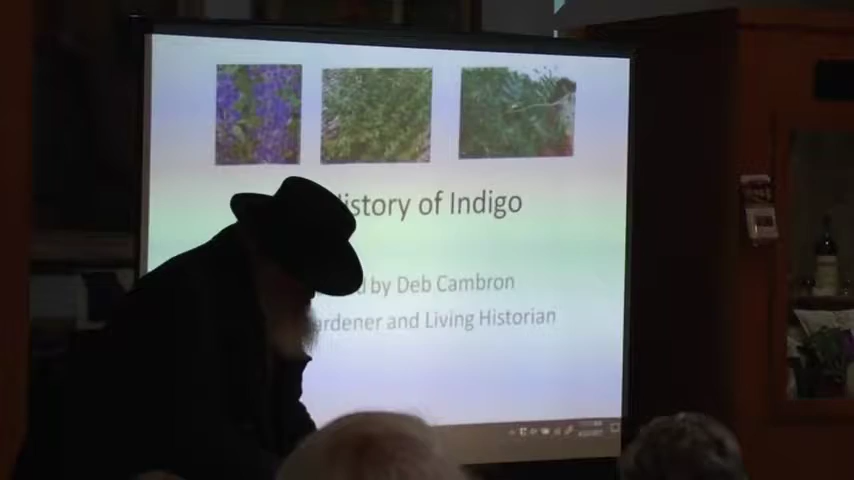 istory of Indigo
d by Deb Cambron
ardener and Living Historian